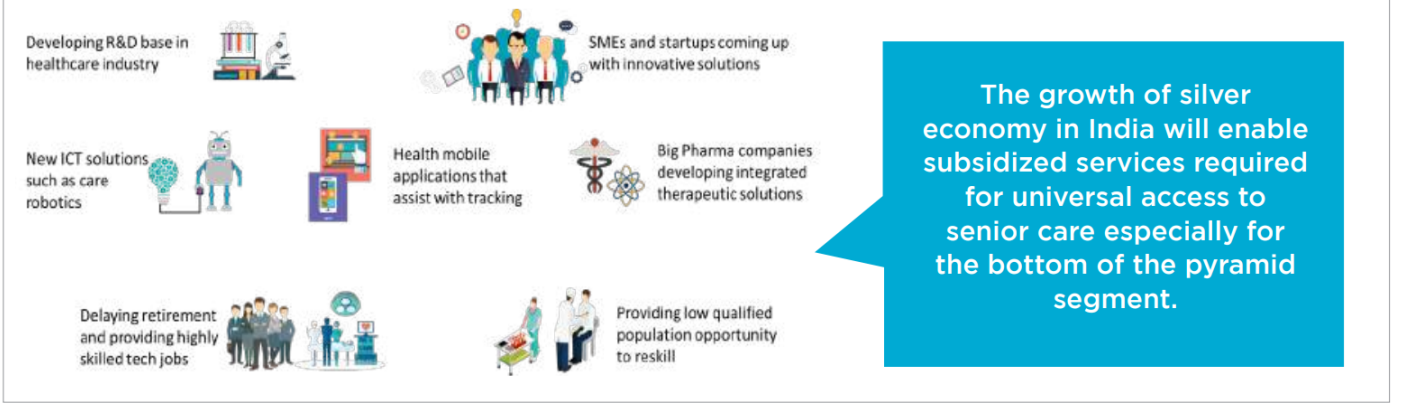 Developing R&D base in
healthcare industry
SMEs and startups coming up
with innovative solutions
New ICT solutions
such as care
robotics
Health mobile
applications that
assist with tracking
Big Pharma companies
developing integrated
therapeutic solutions
Delaying retirement
and providing highly
skilled tech jobs
Providing low qualified
population opportunity
to reskill
The growth of silver
economy in India will enable
subsidized services required
for universal access to
senior care especially for
the bottom of the pyramid
segment.